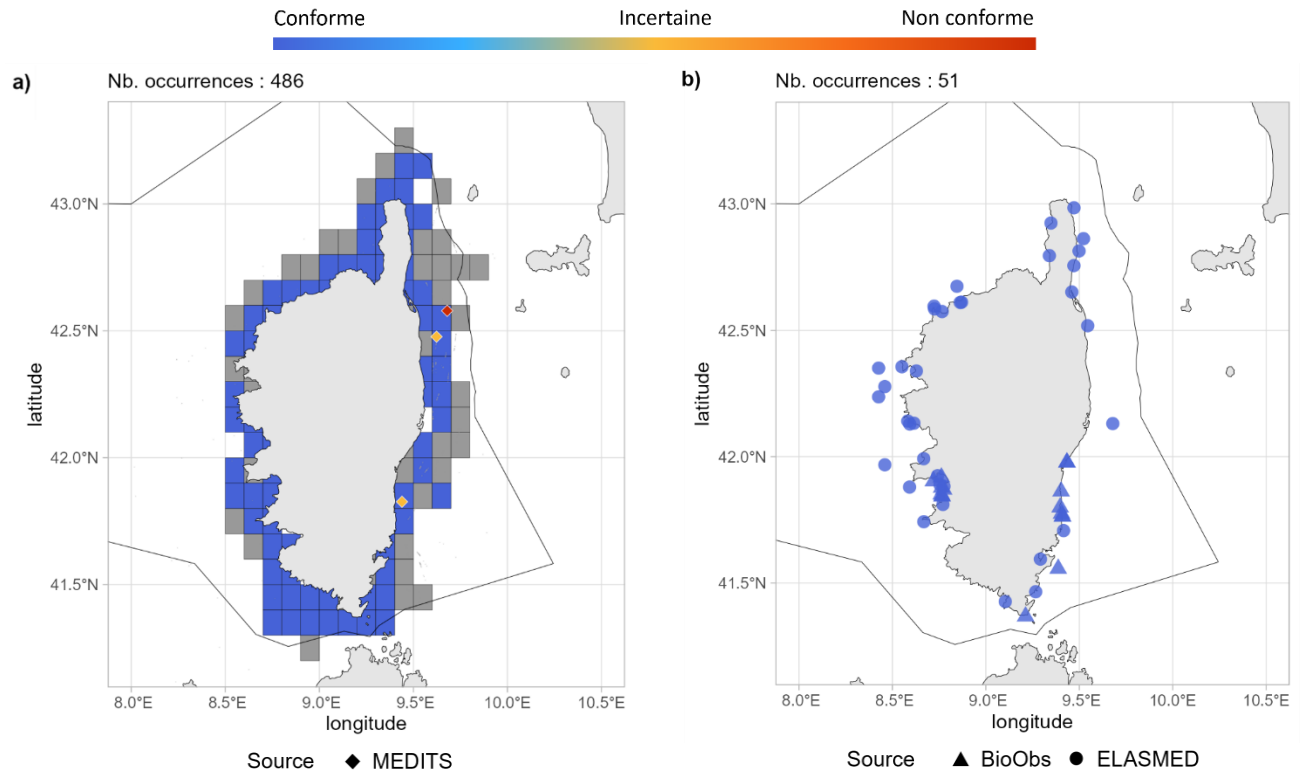 Conforme Incertaine Non conforme
a) Nb. occurrences : 486
b) Nb. occurrences : 51
latitude
43.0°N
42.5°N
42.0°N
41.5°N
8.0°E 8.5°E 9.0°E 9.5°E 10.0°E 10.5°E
longitude
Source MEDITS
latitude
43.0°N
42.5°N
42.0°N
41.5°N
8.0°E 8.5°E 9.0°E 9.5°E 10.0°E 10.5°E
longitude
Source BioObs ELASMED